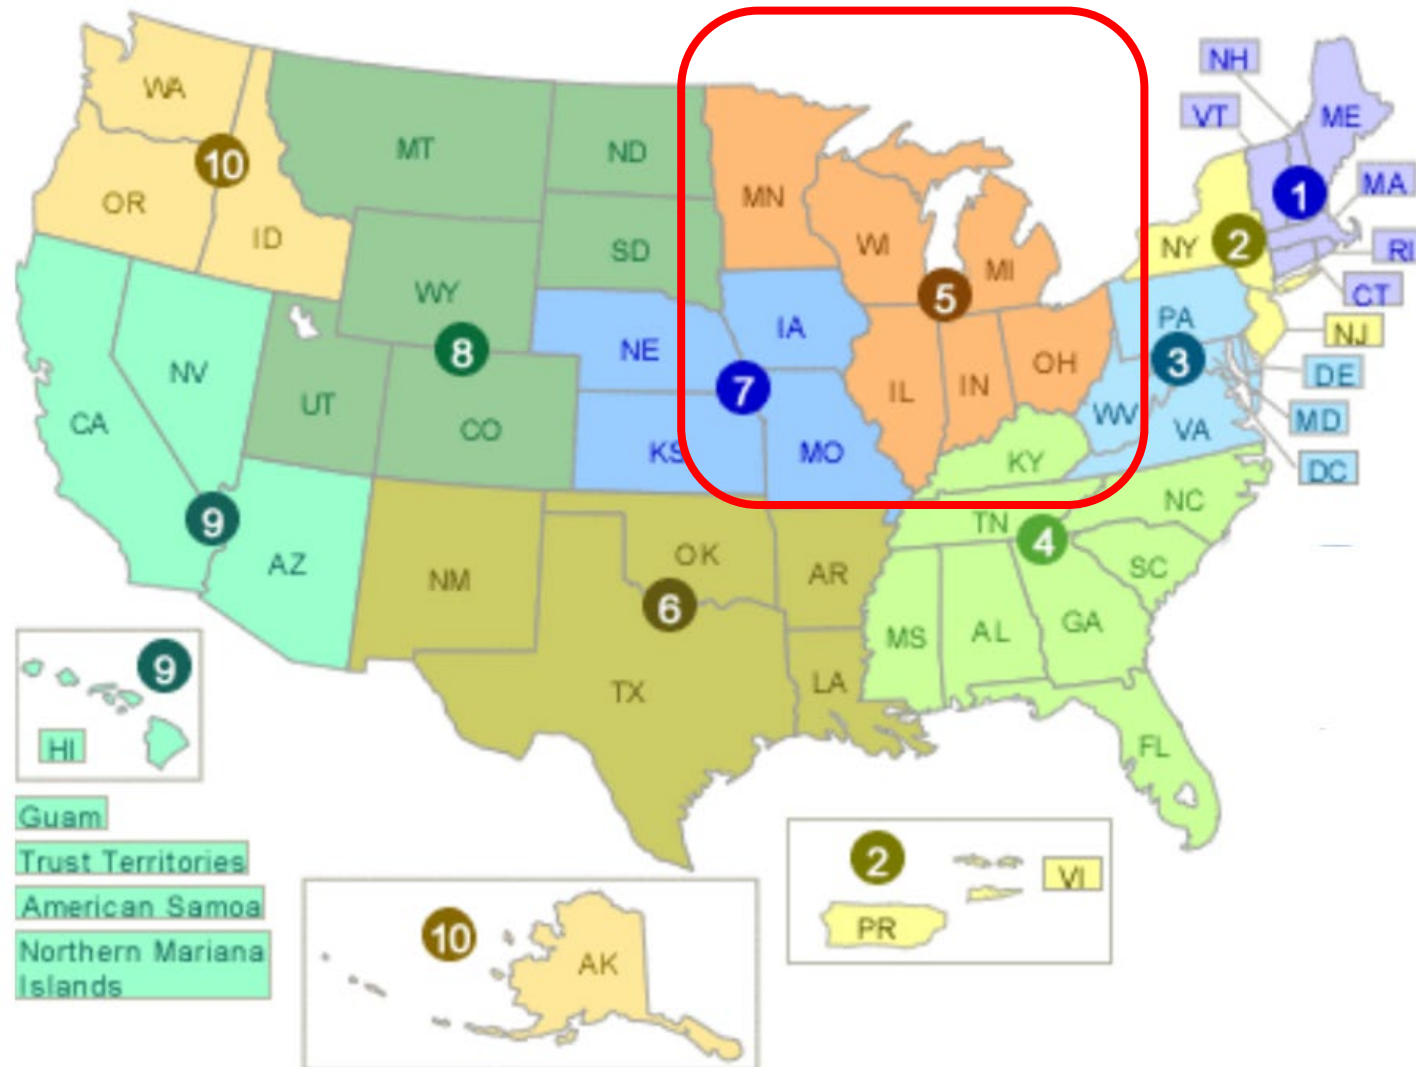 NH
WA
VT
ME
10
MT
ND
MN
1
MA
OR
ID
SD
WI
MI
NY
2
RI
WY
5
CT
8
NE
IA
PA
NJ
NV
7
3
DE
UT
CO
IL
IN
OH
CA
KS
MO
KY
WV
VA
MD
DC
9
AZ
NM
OK
AR
TN
4
NC
SC
6
MS
AL
GA
TX
LA
FL
9
HI
Guam
Trust Territories
American Samoa
Northern Mariana
Islands
10
AK
2
VI
PR